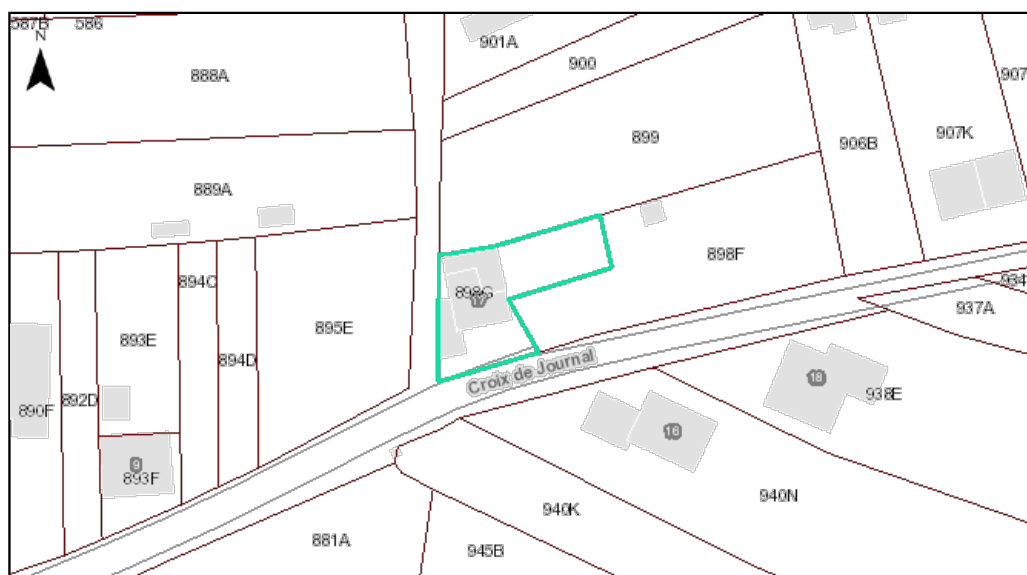 587B 586
N
901A
900
888A
907
899
906B
907K
889A
898F
894C
898G
17
934
937A
895E
893E
894D
Croix de Journal
18
938E
892D
890F
16
9
893F
940N
940K
881A
945B